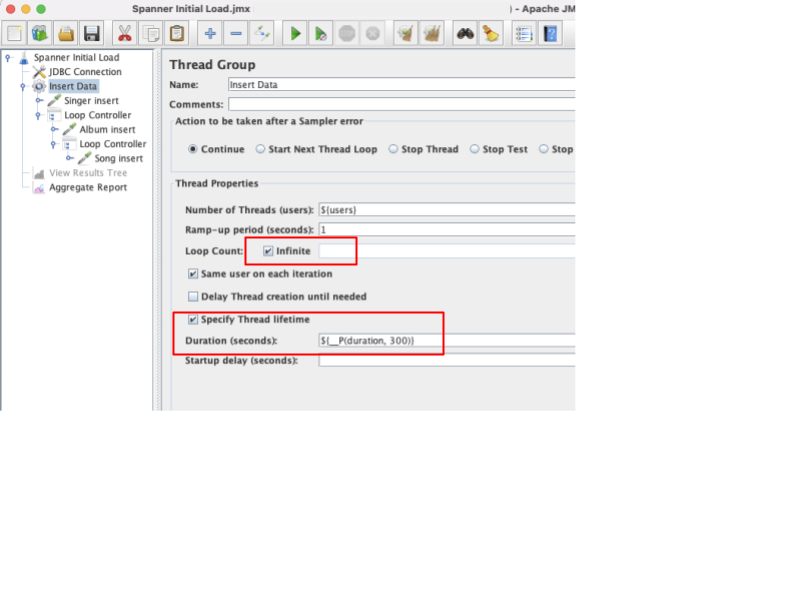 Spanner Initial Load.jmx
) - Apache JM
Spanner Initial Load
JDBC Connection
Insert Data
Singer insert
Loop Controller
Album insert
Loop Controller
Song insert
View Results Tree
Aggregate Report
Thread Group
Name: Insert Data
Comments:
Action to be taken after a Sampler error
Continue Start Next Thread Loop Stop Thread Stop Test Stop
Thread Properties
Number of Threads (users): ${users}
Ramp-up period (seconds): 1
Loop Count: Infinite
Same user on each iteration
Delay Thread creation until needed
Specify Thread lifetime
Duration (seconds): ${__P(duration, 300)}
Startup delay (seconds):